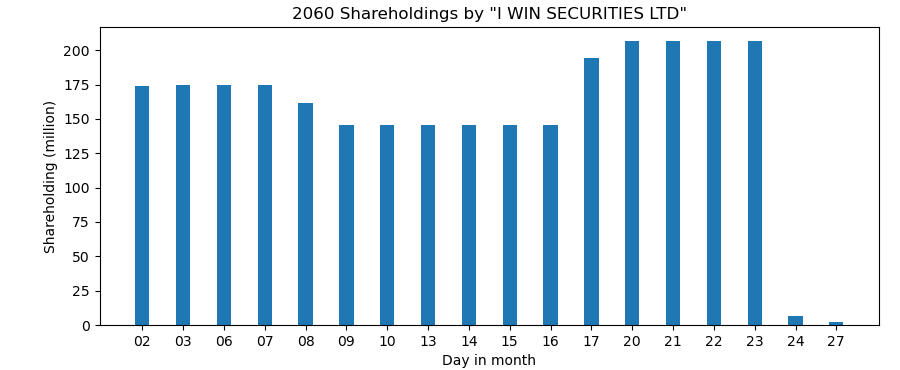 2060 Shareholdings by "I WIN SECURITIES LTD"
200
175
150
125
100
75
50
25
0
Shareholding (million)
02 03 06 07 08 09 10 13 14 15 16 17 20 21 22 23 24 27
Day in month